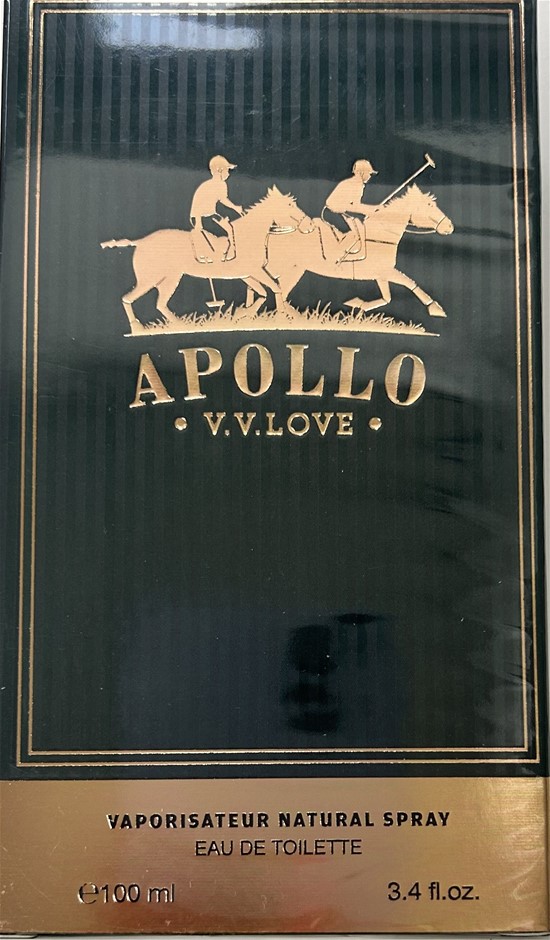 APOLLO
• V.V.LOVE •
VAPORISATEUR NATURAL SPRAY
EAU DE TOILETTE
℮100 ml 3.4 fl.oz.